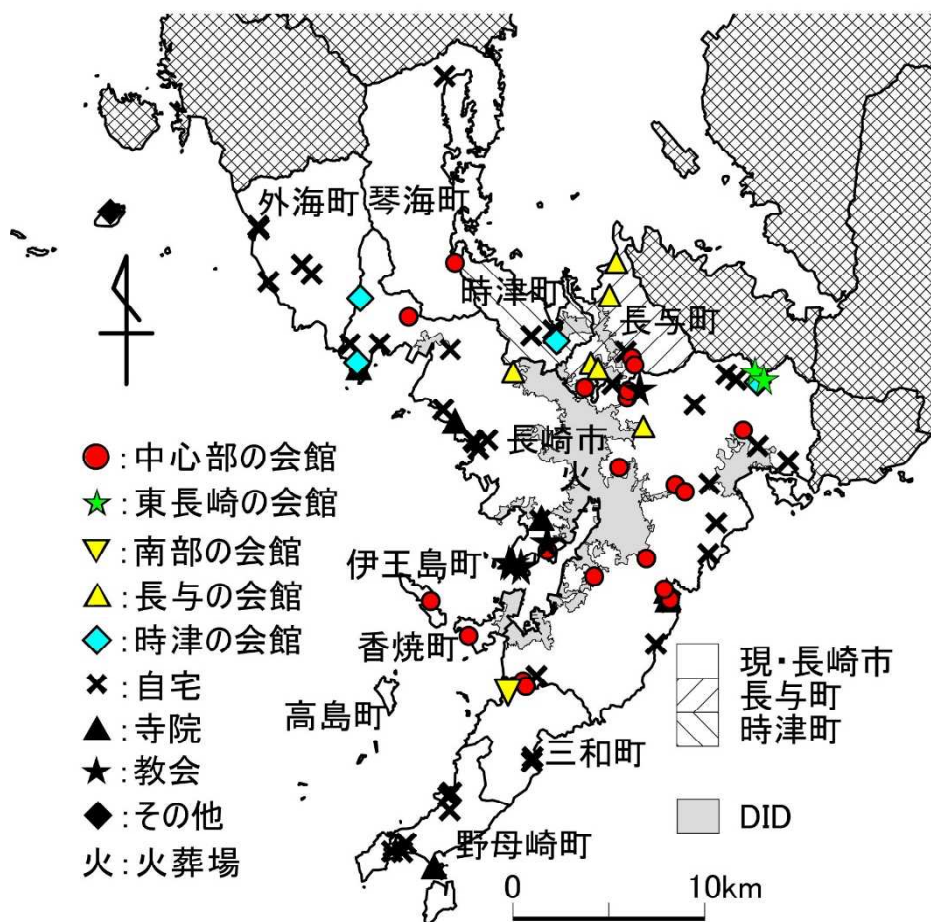 外海町
琴海町
時津町
長与町
長崎市
火
伊王島町
香焼町
高島町
三和町
野母崎町
：中心部の会館
：東長崎の会館
：南部の会館
：長与の会館
：時津の会館
：自宅
：寺院
：教会
：その他
火：火葬場
現・長崎市
長与町
時津町
DID
0 10km